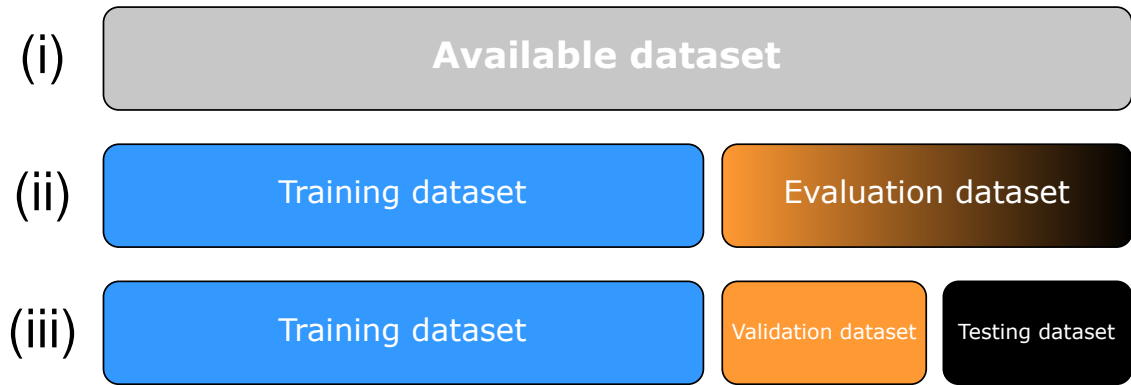 (i) Available dataset
(ii) Training dataset Evaluation dataset
(iii) Training dataset Validation dataset Testing dataset